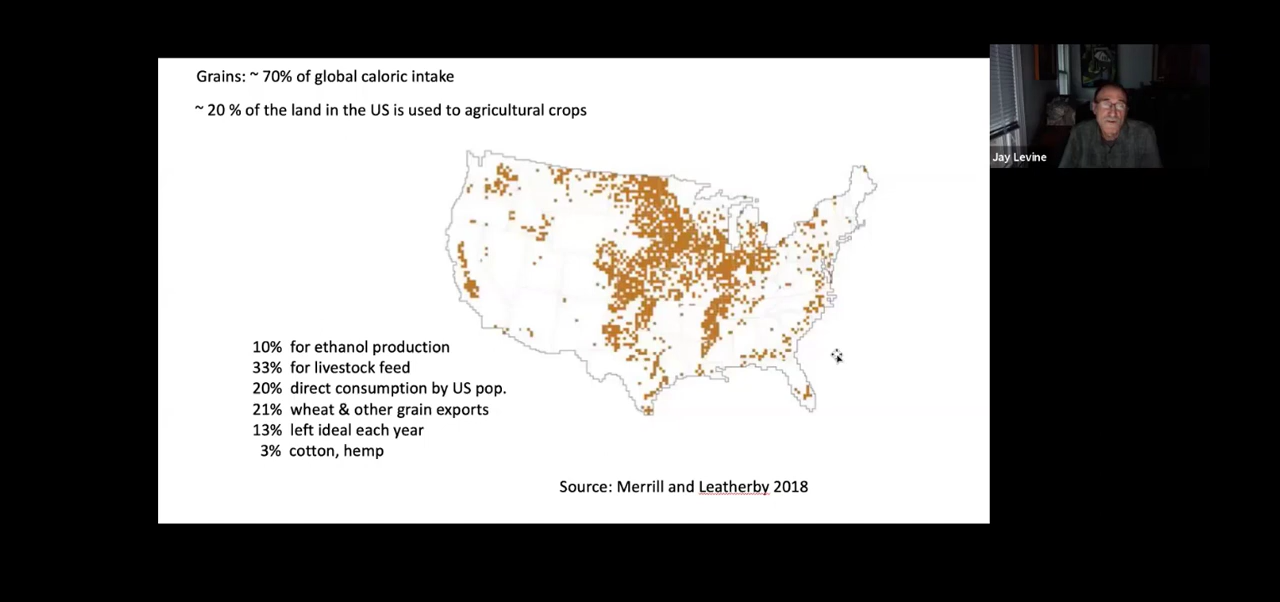 Grains: ~ 70% of global caloric intake
~ 20 % of the land in the US is used to agricultural crops
Jay Levine
10% for ethanol production
33% for livestock feed
20% direct consumption by US pop.
21% wheat & other grain exports
13% left ideal each year
3% cotton, hemp
Source: Merrill and Leatherby 2018